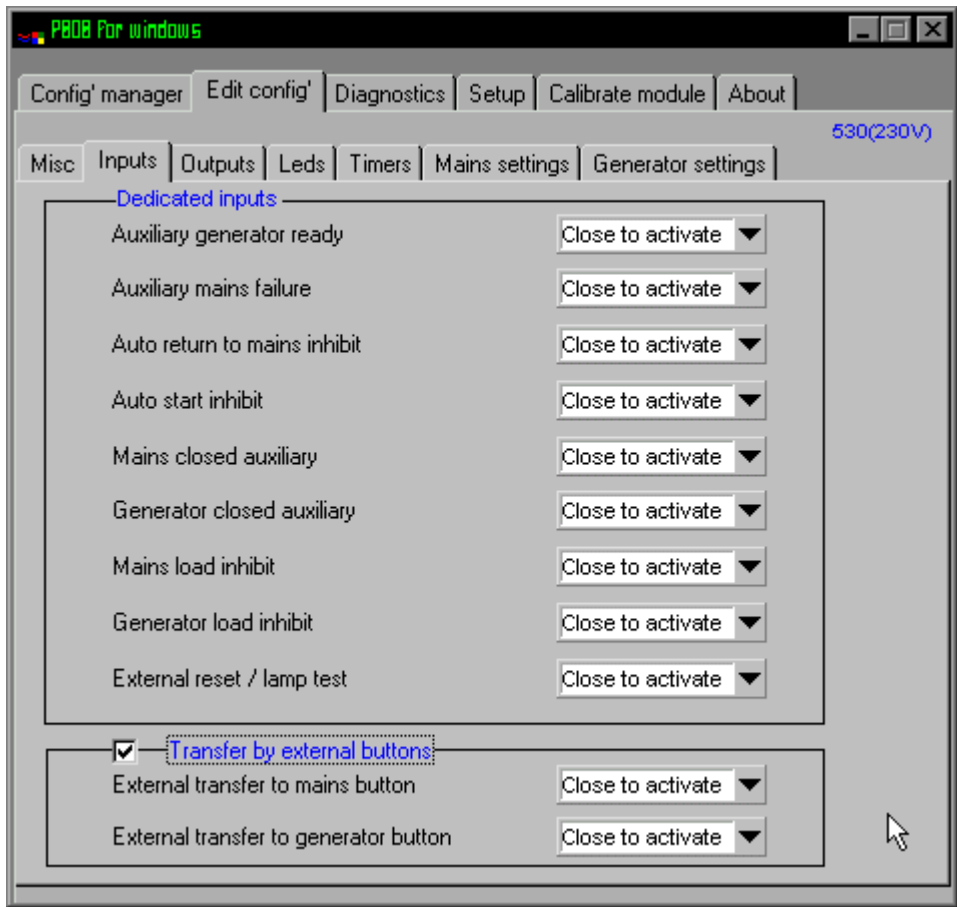 P808 For windows
Config' manager Edit config' Diagnostics Setup Calibrate module About
530(230V)
Misc Inputs Outputs Leds Timers Mains settings Generator settings
Dedicated inputs
Auxiliary generator ready Close to activate
Auxiliary mains failure Close to activate
Auto return to mains inhibit Close to activate
Auto start inhibit Close to activate
Mains closed auxiliary Close to activate
Generator closed auxiliary Close to activate
Mains load inhibit Close to activate
Generator load inhibit Close to activate
External reset / lamp test Close to activate
Transfer by external buttons
External transfer to mains button Close to activate
External transfer to generator button Close to activate